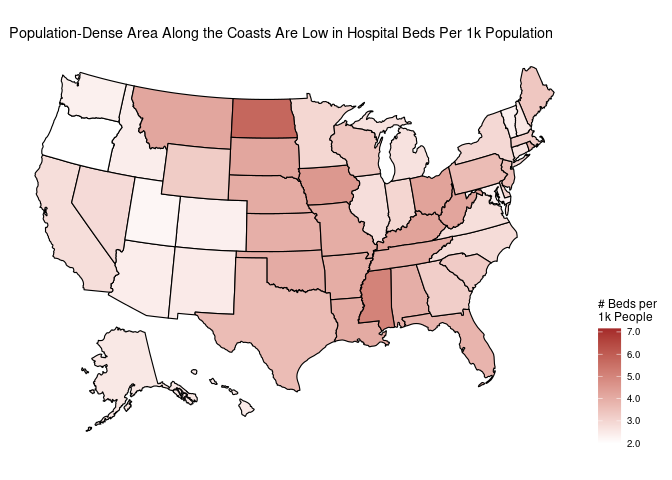 Population-Dense Area Along the Coasts Are Low in Hospital Beds Per 1k Population
# Beds per
1k People
7.0
6.0
5.0
4.0
3.0
2.0